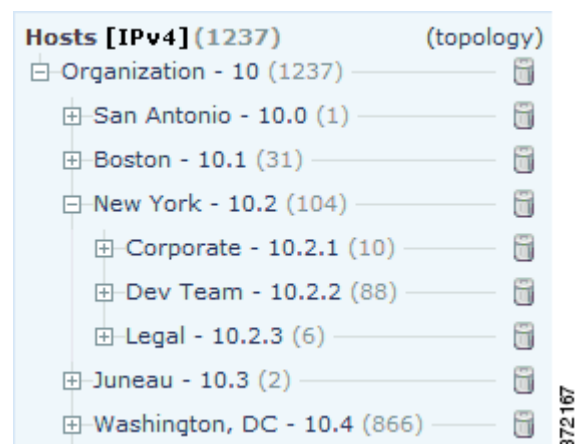 Hosts [IPv4] (1237) (topology)
Organization - 10 (1237)
San Antonio - 10.0 (1)
Boston - 10.1 (31)
New York - 10.2 (104)
Corporate - 10.2.1 (10)
Dev Team - 10.2.2 (88)
Legal - 10.2.3 (6)
Juneau - 10.3 (2)
Washington, DC - 10.4 (866)
372167